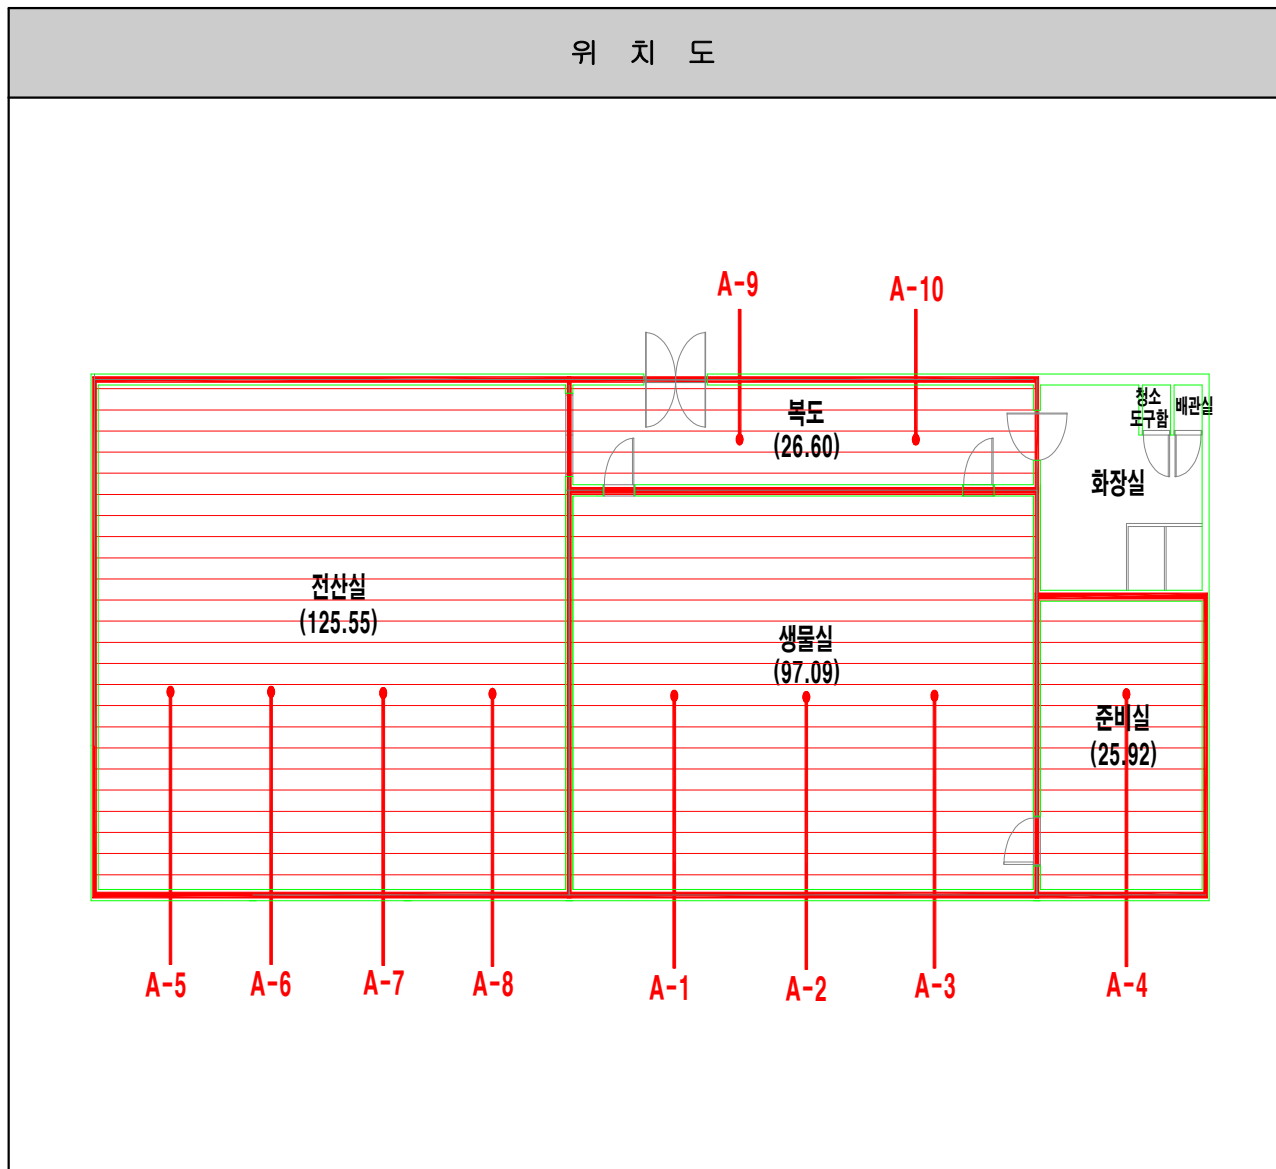 위 치 도
A-9
A-10
청소
도구함
배관실
복도
(26.60)
화장실
전산실
(125.55)
생물실
(97.09)
준비실
(25.92)
A-5
A-6
A-7
A-8
A-1
A-2
A-3
A-4